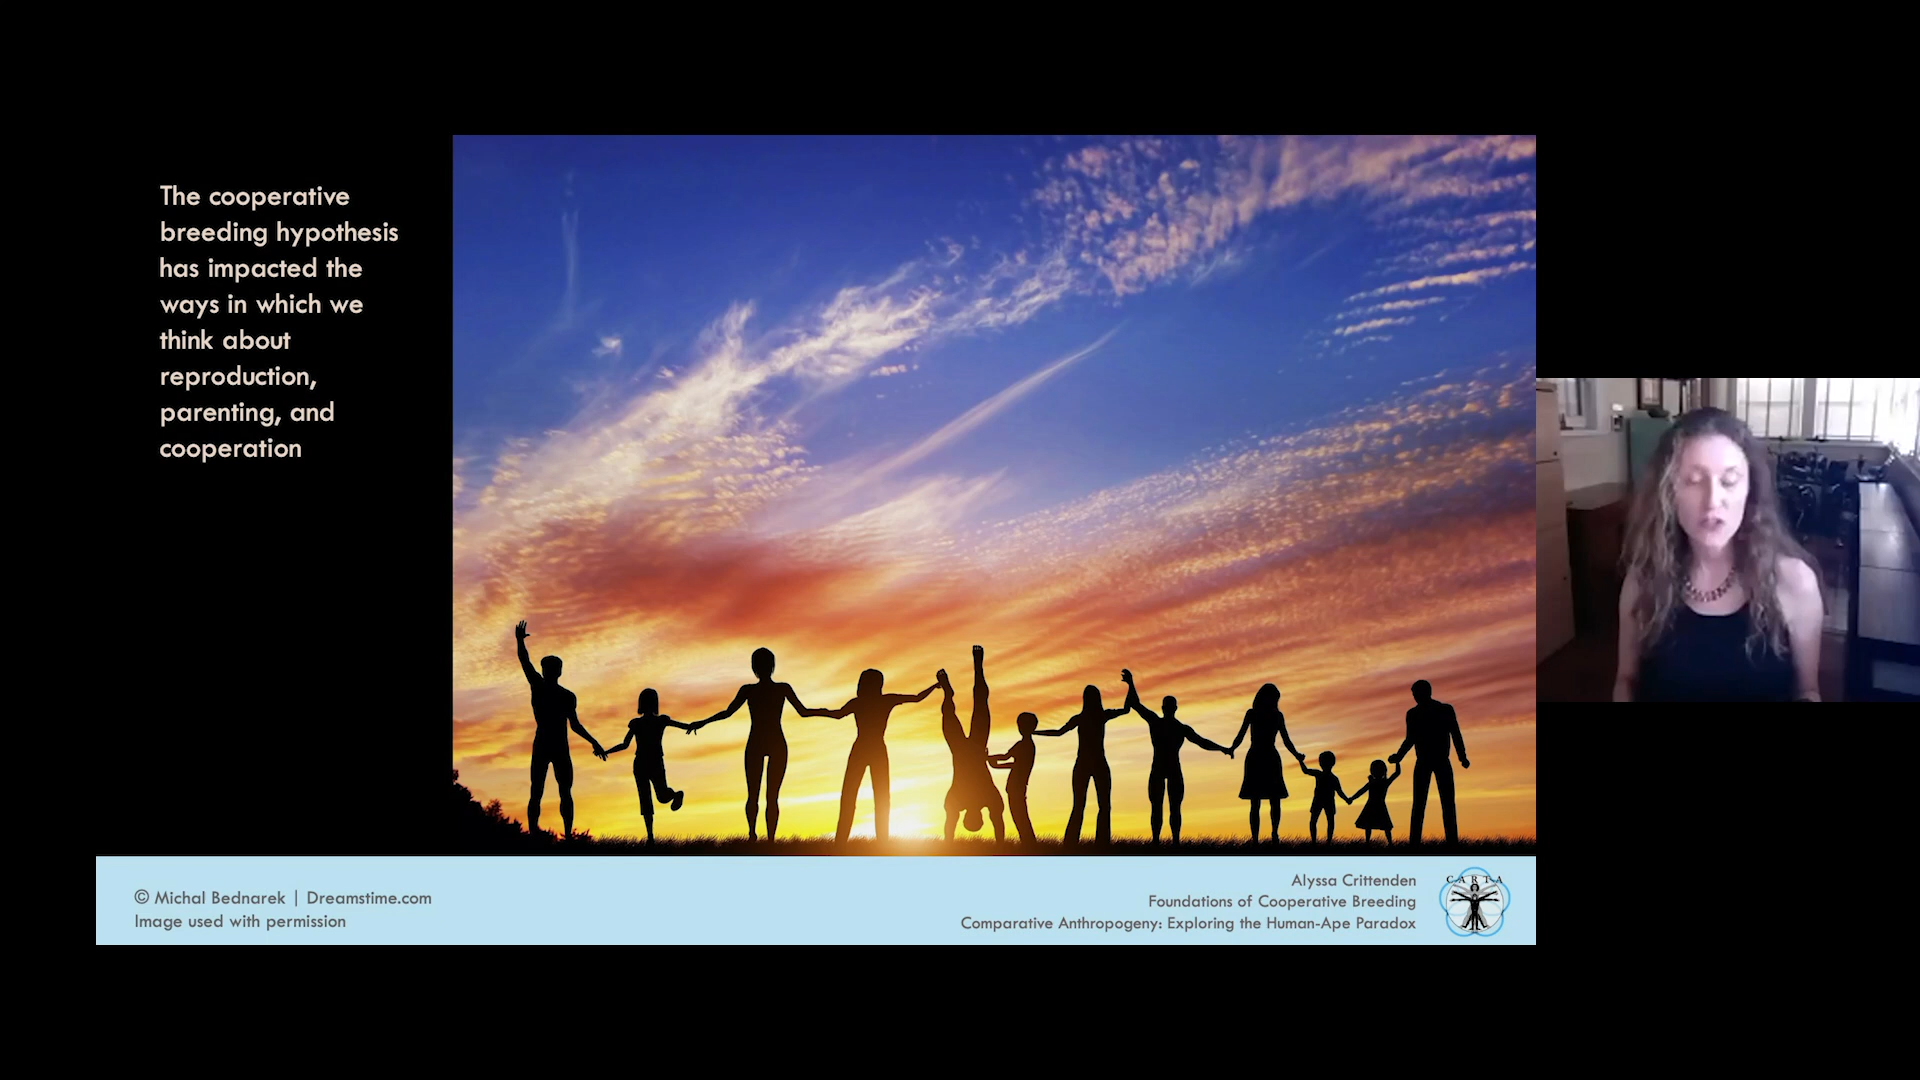 The cooperative
breeding hypothesis
has impacted the
ways in which we
think about
reproduction,
parenting, and
cooperation
© Michal Bednarek | Dreamstime.com
Image used with permission
Alyssa Crittenden
Foundations of Cooperative Breeding
Comparative Anthropogeny: Exploring the Human-Ape Paradox
CARTA